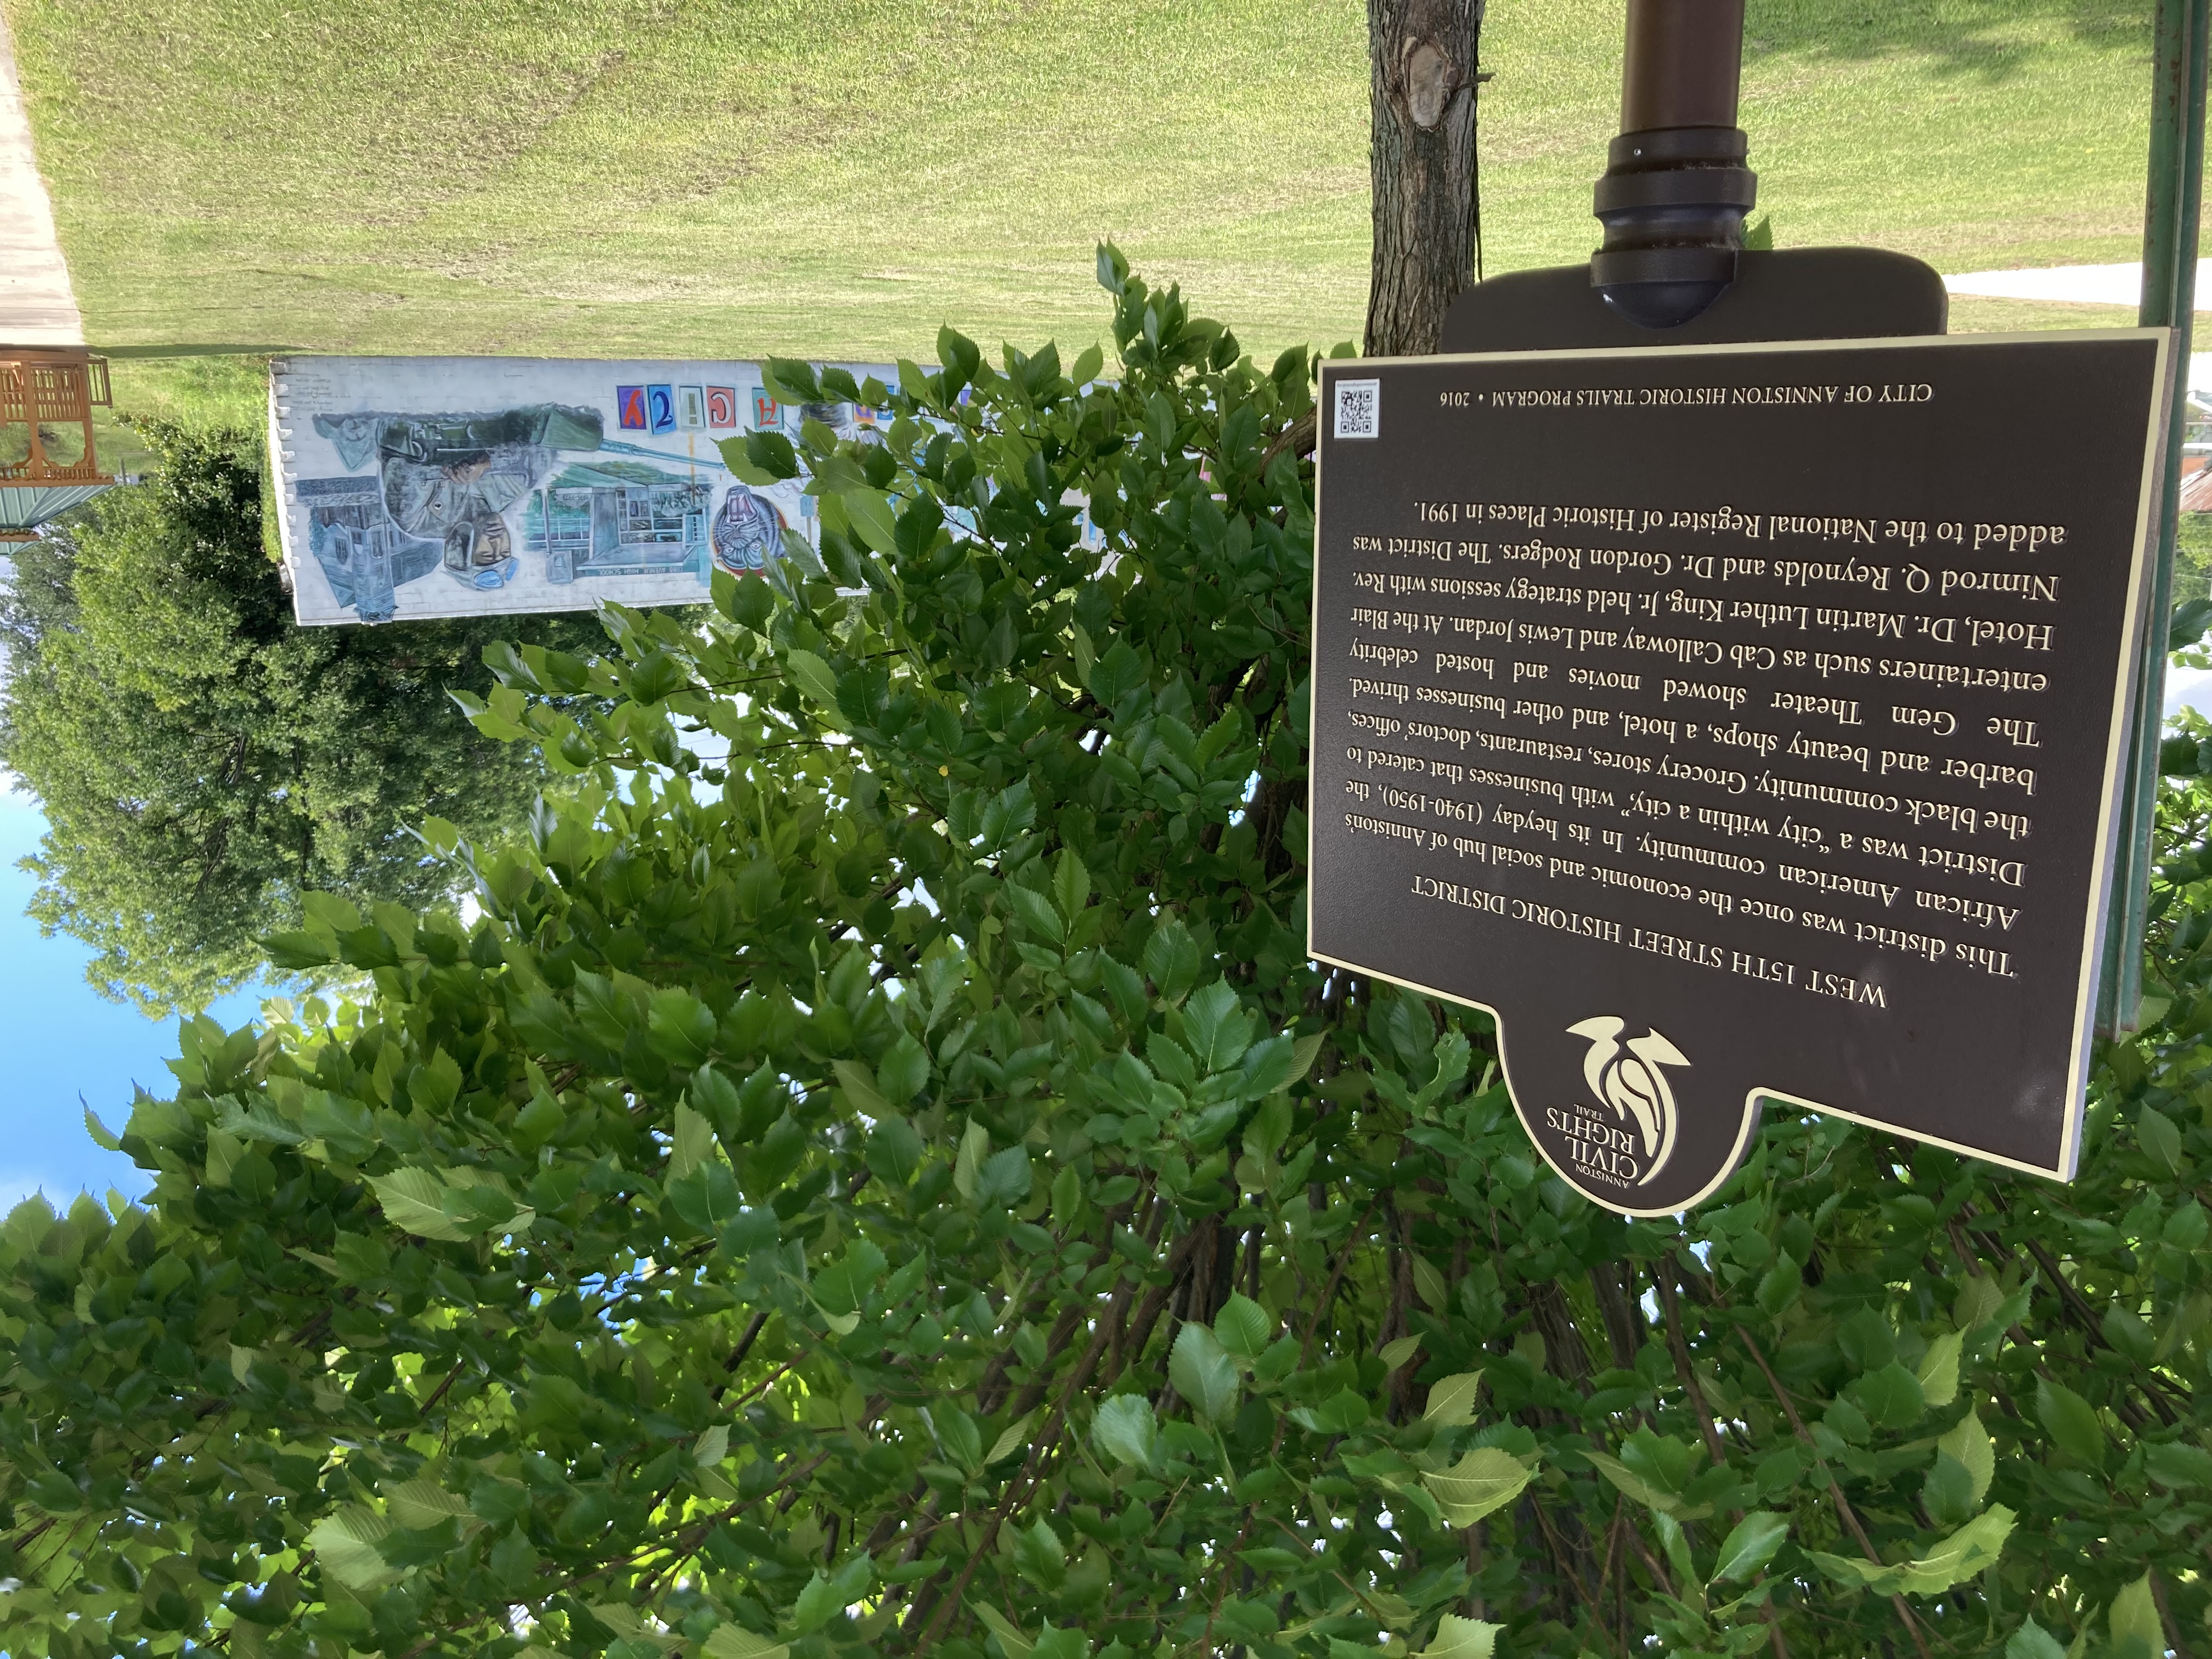 ANNISTON
CIVIL
RIGHTS
TRAIL
WEST 15TH STREET HISTORIC DISTRICT
This district was once the economic and social hub of Anniston's
African American community. In its heyday (1940-1950), the
District was a “city within a city,” with businesses that catered to
the black community. Grocery stores, restaurants, doctors' offices,
barber and beauty shops, a hotel, and other businesses thrived.
The Gem Theater showed movies and hosted celebrity
entertainers such as Cab Calloway and Lewis Jordan. At the Blair
Hotel, Dr. Martin Luther King, Jr. held strategy sessions with Rev.
Nimrod Q. Reynolds and Dr. Gordon Rodgers. The District was
added to the National Register of Historic Places in 1991.
CITY OF ANNISTON HISTORIC TRAILS PROGRAM • 2016
HIGH SCHOOL